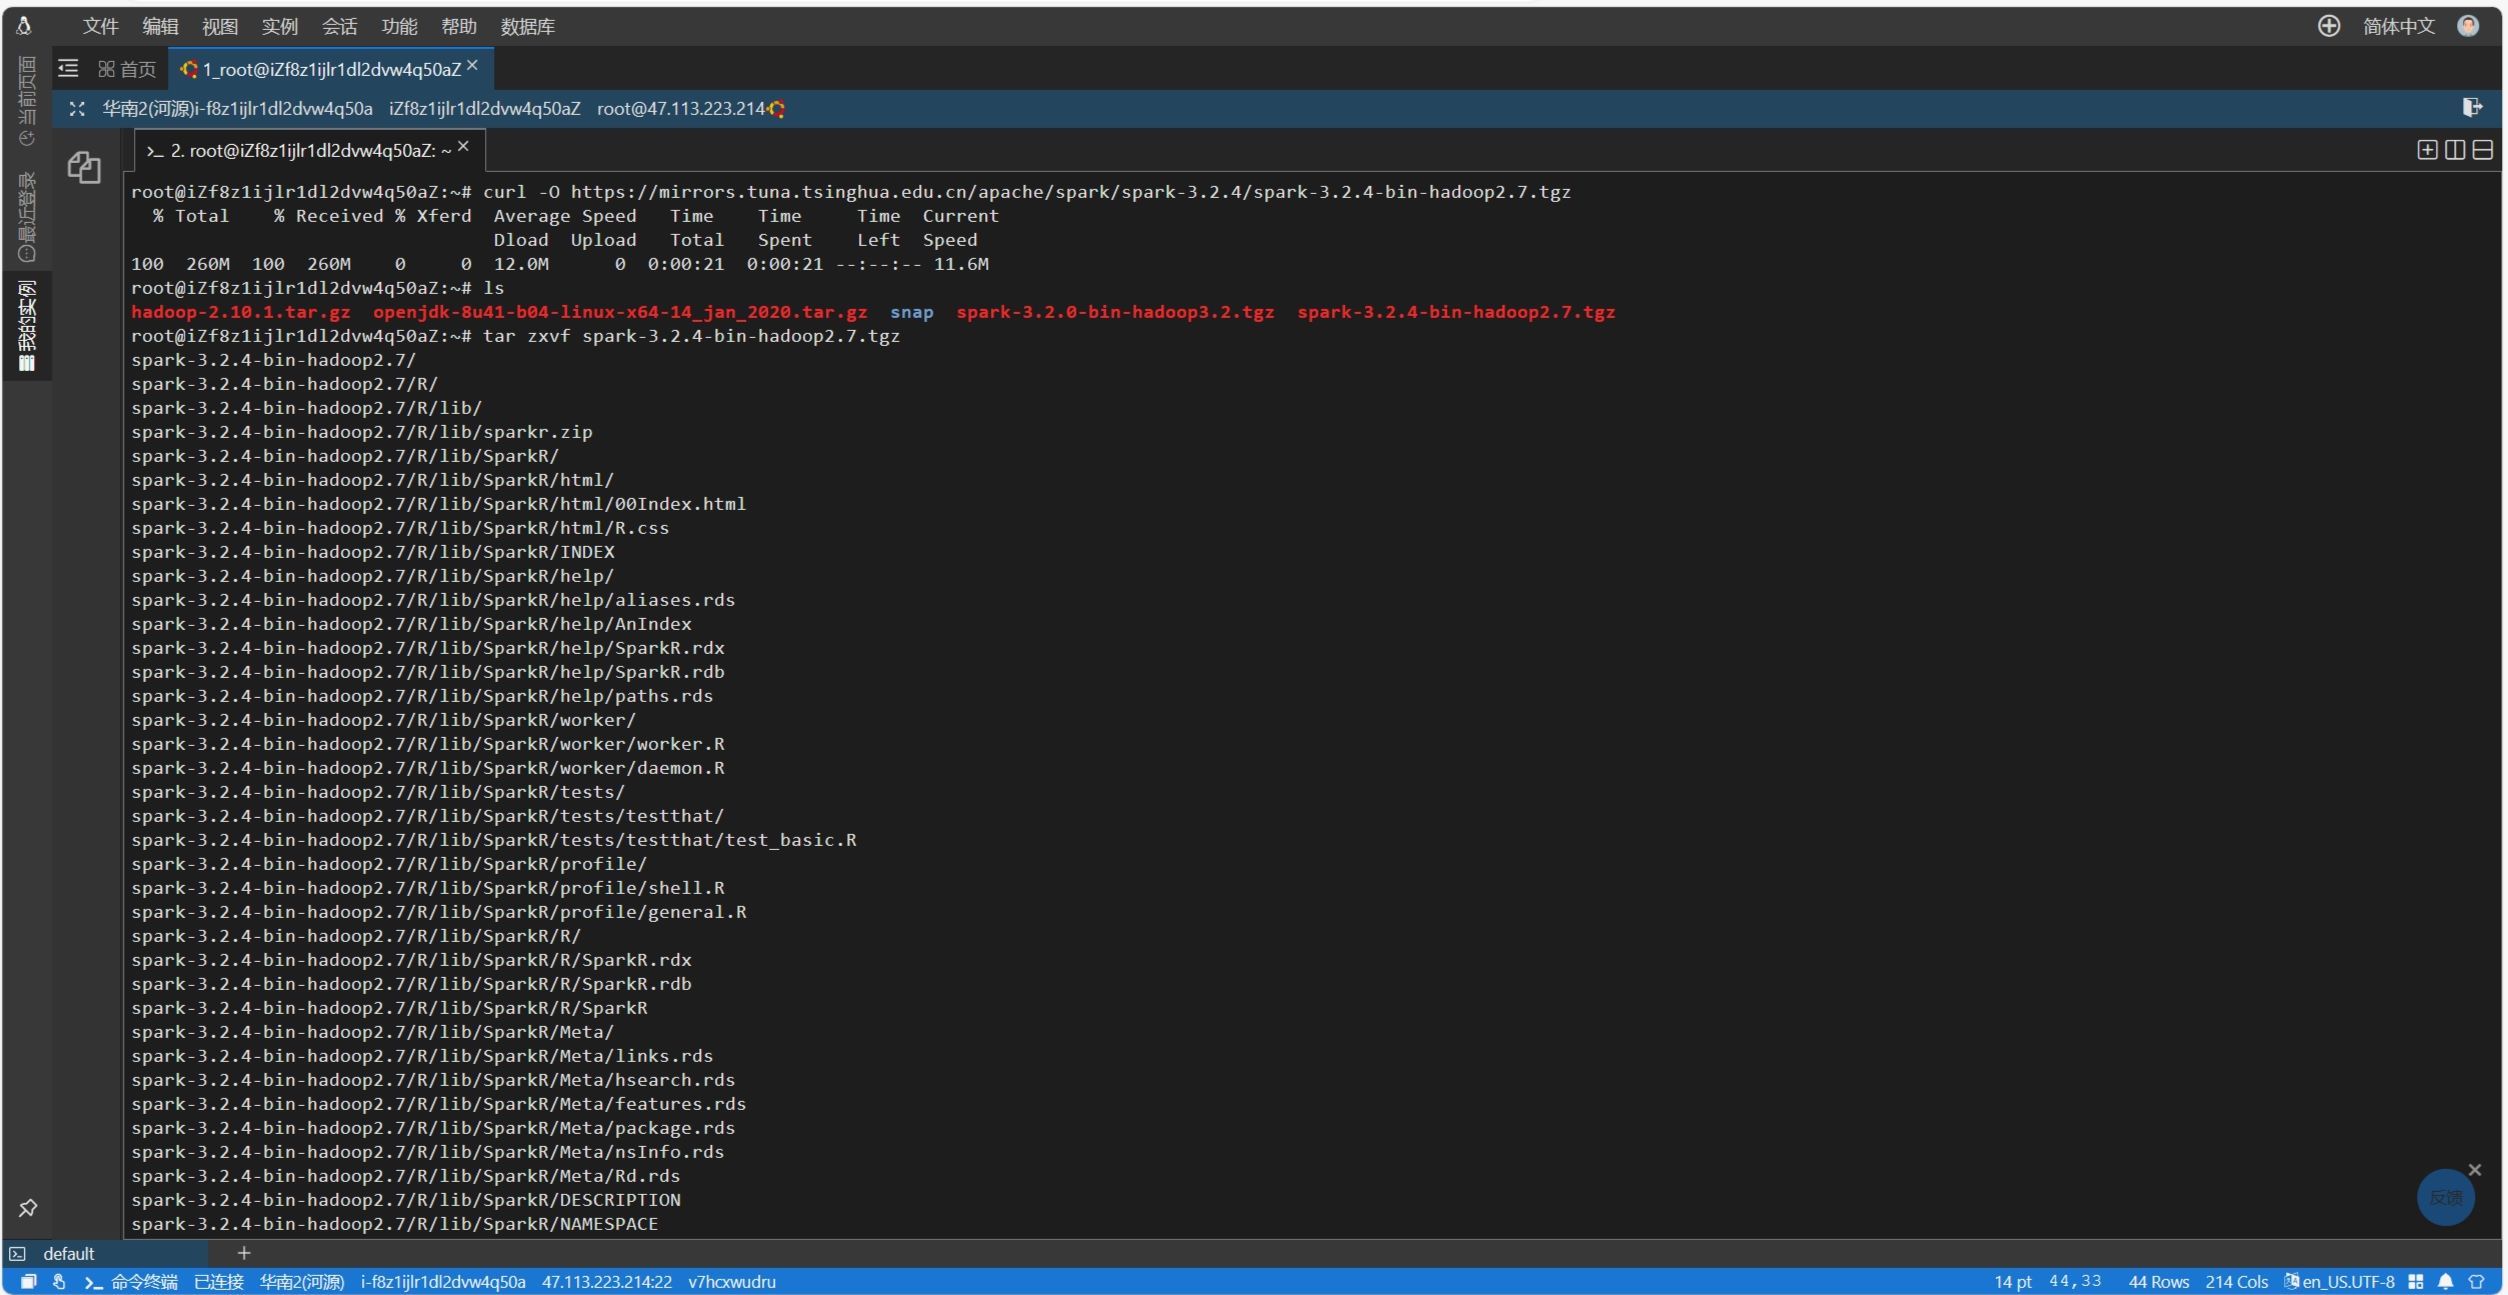 文件 编辑 视图 实例 会话 功能 帮助 数据库 简体中文
当前页面
最近登录
我的实例
首页 1_root@iZf8z1ijlr1dl2dvw4q50aZ
华南2(河源)i-f8z1ijlr1dl2dvw4q50a iZf8z1ijlr1dl2dvw4q50aZ root@47.113.223.214
2. root@iZf8z1ijlr1dl2dvw4q50aZ: ~
root@iZf8z1ijlr1dl2dvw4q50aZ:~# curl -O https://mirrors.tuna.tsinghua.edu.cn/apache/spark/spark-3.2.4/spark-3.2.4-bin-hadoop2.7.tgz
% Total % Received % Xferd Average Speed Time Time Time Current
Dload Upload Total Spent Left Speed
100 260M 100 260M 0 0 12.0M 0 0:00:21 0:00:21 --:--:-- 11.6M
root@iZf8z1ijlr1dl2dvw4q50aZ:~# ls
hadoop-2.10.1.tar.gz openjdk-8u41-b04-linux-x64-14_jan_2020.tar.gz snap spark-3.2.0-bin-hadoop3.2.tgz spark-3.2.4-bin-hadoop2.7.tgz
root@iZf8z1ijlr1dl2dvw4q50aZ:~# tar zxvf spark-3.2.4-bin-hadoop2.7.tgz
spark-3.2.4-bin-hadoop2.7/
spark-3.2.4-bin-hadoop2.7/R/
spark-3.2.4-bin-hadoop2.7/R/lib/
spark-3.2.4-bin-hadoop2.7/R/lib/sparkr.zip
spark-3.2.4-bin-hadoop2.7/R/lib/SparkR/
spark-3.2.4-bin-hadoop2.7/R/lib/SparkR/html/
spark-3.2.4-bin-hadoop2.7/R/lib/SparkR/html/00Index.html
spark-3.2.4-bin-hadoop2.7/R/lib/SparkR/html/R.css
spark-3.2.4-bin-hadoop2.7/R/lib/SparkR/INDEX
spark-3.2.4-bin-hadoop2.7/R/lib/SparkR/help/
spark-3.2.4-bin-hadoop2.7/R/lib/SparkR/help/aliases.rds
spark-3.2.4-bin-hadoop2.7/R/lib/SparkR/help/AnIndex
spark-3.2.4-bin-hadoop2.7/R/lib/SparkR/help/SparkR.rdx
spark-3.2.4-bin-hadoop2.7/R/lib/SparkR/help/SparkR.rdb
spark-3.2.4-bin-hadoop2.7/R/lib/SparkR/help/paths.rds
spark-3.2.4-bin-hadoop2.7/R/lib/SparkR/worker/
spark-3.2.4-bin-hadoop2.7/R/lib/SparkR/worker/worker.R
spark-3.2.4-bin-hadoop2.7/R/lib/SparkR/worker/daemon.R
spark-3.2.4-bin-hadoop2.7/R/lib/SparkR/tests/
spark-3.2.4-bin-hadoop2.7/R/lib/SparkR/tests/testthat/
spark-3.2.4-bin-hadoop2.7/R/lib/SparkR/tests/testthat/test_basic.R
spark-3.2.4-bin-hadoop2.7/R/lib/SparkR/profile/
spark-3.2.4-bin-hadoop2.7/R/lib/SparkR/profile/shell.R
spark-3.2.4-bin-hadoop2.7/R/lib/SparkR/profile/general.R
spark-3.2.4-bin-hadoop2.7/R/lib/SparkR/R/
spark-3.2.4-bin-hadoop2.7/R/lib/SparkR/R/SparkR.rdx
spark-3.2.4-bin-hadoop2.7/R/lib/SparkR/R/SparkR.rdb
spark-3.2.4-bin-hadoop2.7/R/lib/SparkR/R/SparkR
spark-3.2.4-bin-hadoop2.7/R/lib/SparkR/Meta/
spark-3.2.4-bin-hadoop2.7/R/lib/SparkR/Meta/links.rds
spark-3.2.4-bin-hadoop2.7/R/lib/SparkR/Meta/hsearch.rds
spark-3.2.4-bin-hadoop2.7/R/lib/SparkR/Meta/features.rds
spark-3.2.4-bin-hadoop2.7/R/lib/SparkR/Meta/package.rds
spark-3.2.4-bin-hadoop2.7/R/lib/SparkR/Meta/nsInfo.rds
spark-3.2.4-bin-hadoop2.7/R/lib/SparkR/Meta/Rd.rds
spark-3.2.4-bin-hadoop2.7/R/lib/SparkR/DESCRIPTION
spark-3.2.4-bin-hadoop2.7/R/lib/SparkR/NAMESPACE
反馈
default
命令终端 已连接 华南2(河源) i-f8z1ijlr1dl2dvw4q50a 47.113.223.214:22 v7hcxwudru 14 pt 44,33 44 Rows 214 Cols en_US.UTF-8